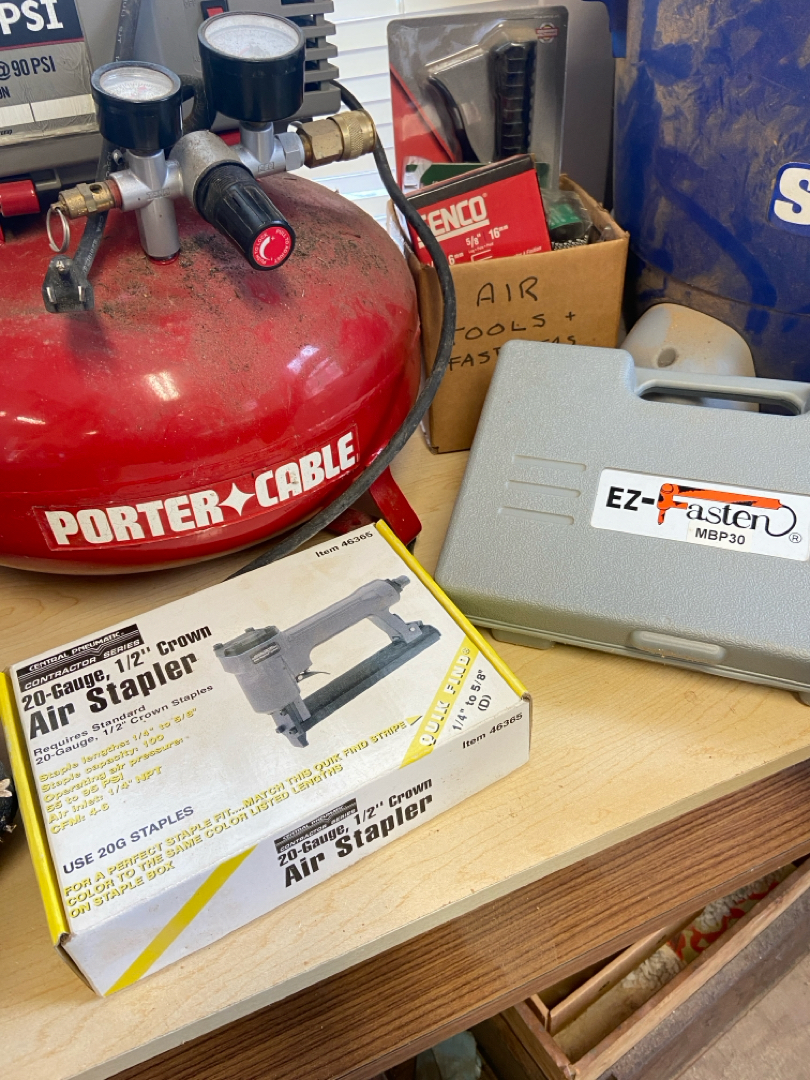 PSI
@90 PSI
SENCO
5/8" 16mm
AIR
TOOLS +
PORTER CABLE
EZ-Fasten
®
MBP30
Item 46365
CENTRAL PNEUMATIC
CONTRACTOR SERIES
20-Gauge, 1/2" Crown
Air Stapler
Requires Standard
20-Gauge, 1/2" Crown Staples
Staple length: 1/4" to 5/8"
Staple capacity: 100
Operating air pressure:
65 to 95 PSI
Air inlet: 1/4" NPT
CFM: 4-6
QUIK FIND®
1/4" to 5/8"
(D)
USE 20G STAPLES
FOR A PERFECT STAPLE FIT....MATCH THIS QUIK FIND STRIPE
COLOR TO THE SAME COLOR LISTED LENGTHS
ON STAPLE BOX
Item 46365
CENTRAL PNEUMATIC
CONTRACTOR SERIES
20-Gauge, 1/2" Crown
Air Stapler